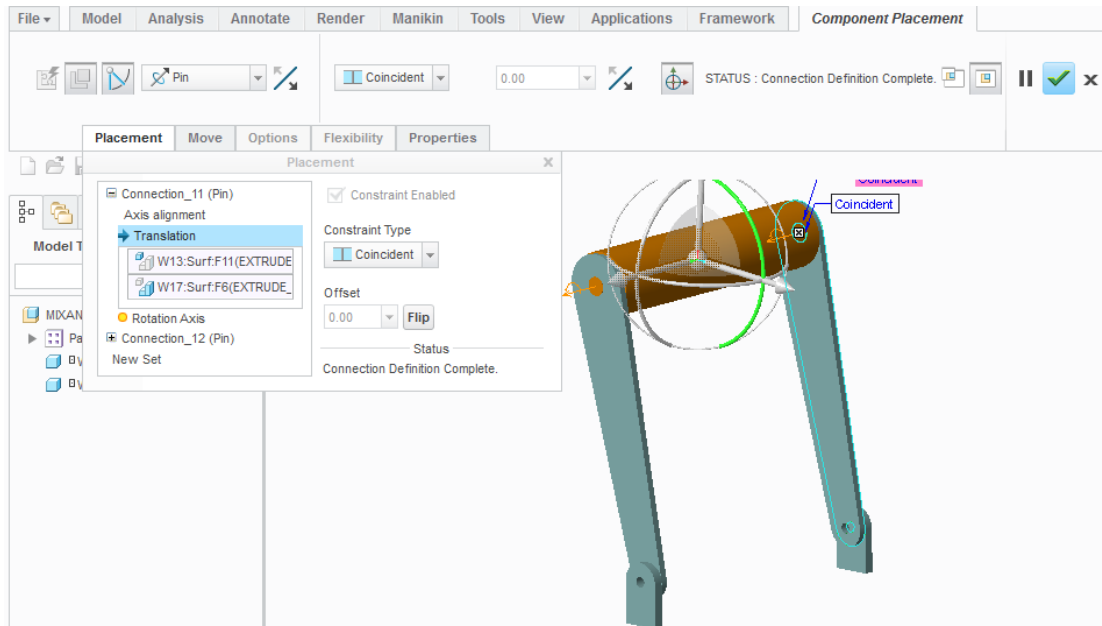 File Model Analysis Annotate Render Manikin Tools View Applications Framework Component Placement
Pin Coincident 0.00 STATUS : Connection Definition Complete.
Placement Move Options Flexibility Properties
Placement
Connection_11 (Pin)
Constraint Enabled
Axis alignment
Translation
Constraint Type
W13:Surf:F11(EXTRUDE
Coincident
W17:Surf:F6(EXTRUDE_
Offset
Rotation Axis
0.00 Flip
Connection_12 (Pin)
New Set
Status
Connection Definition Complete.
Model T
MIXAN
Pa
Coincident
Coincident